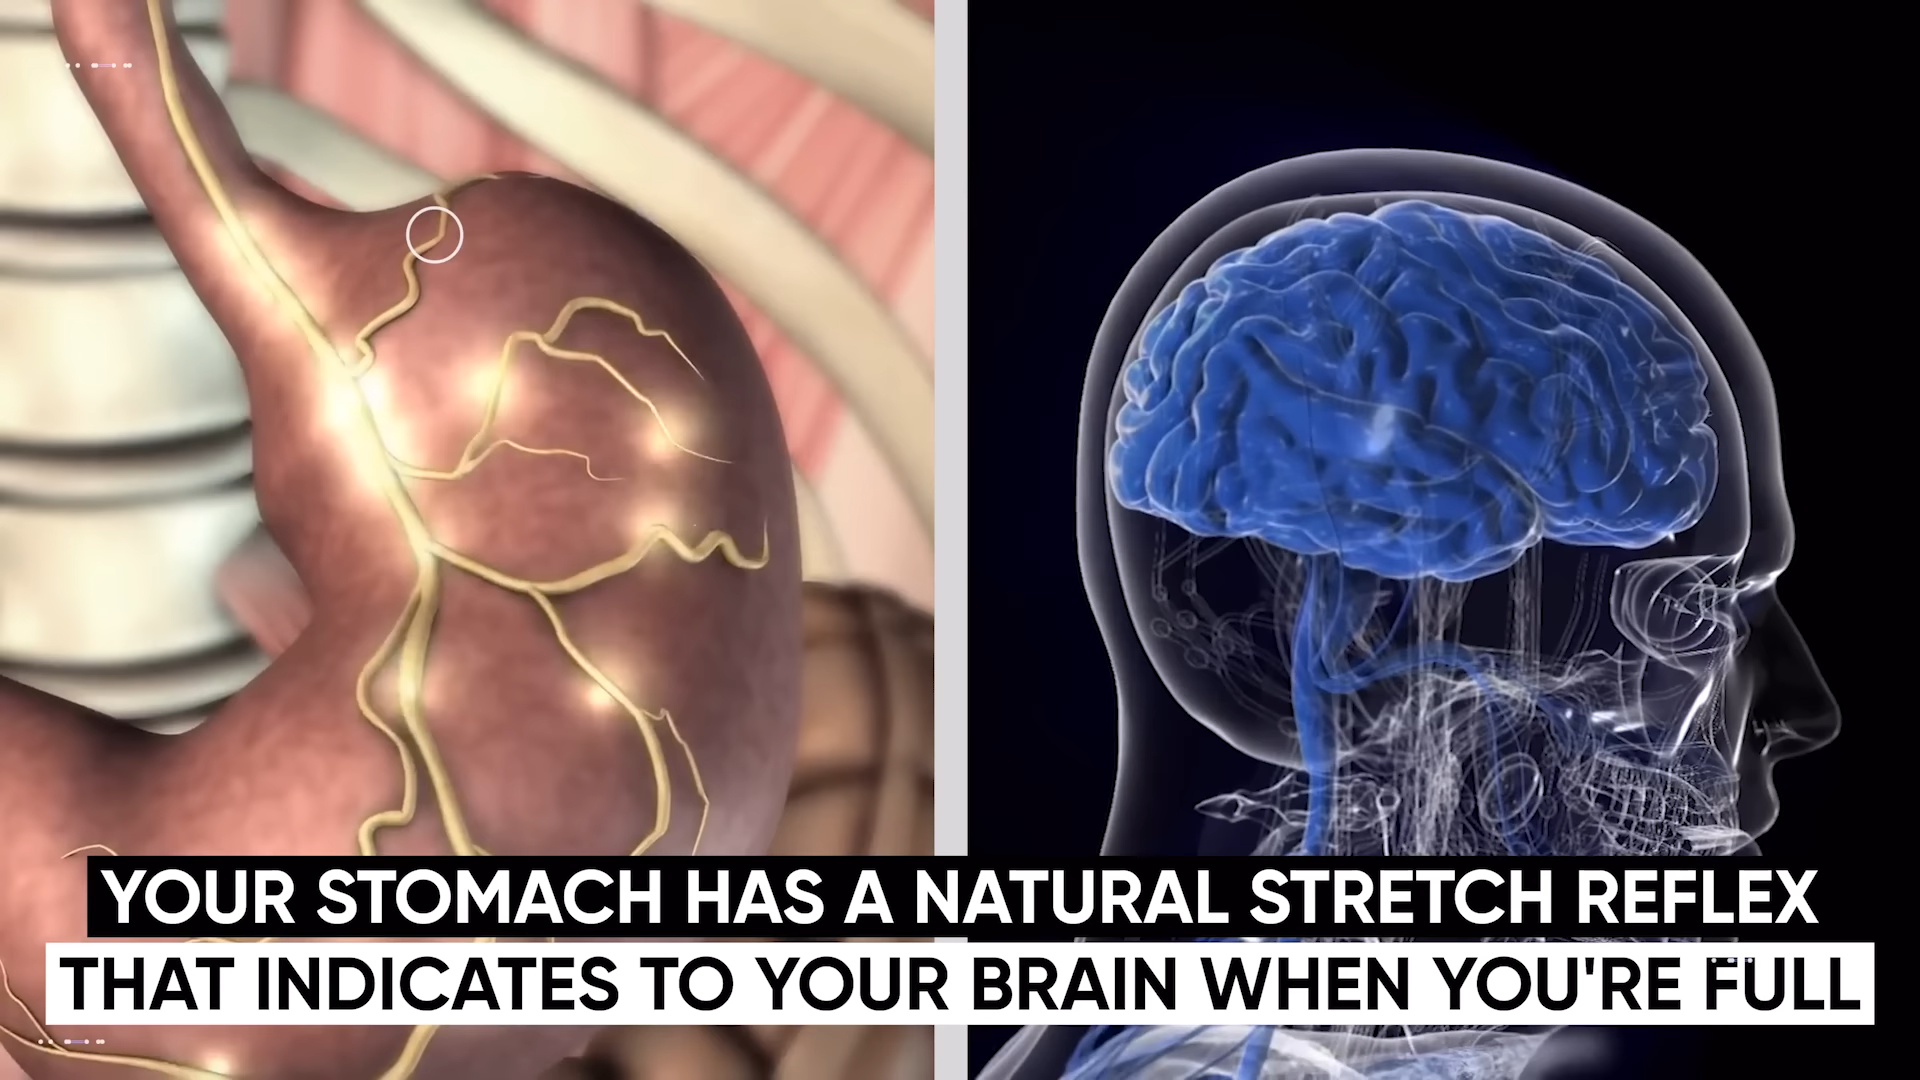 YOUR STOMACH HAS A NATURAL STRETCH REFLEX
THAT INDICATES TO YOUR BRAIN WHEN YOU'RE FULL